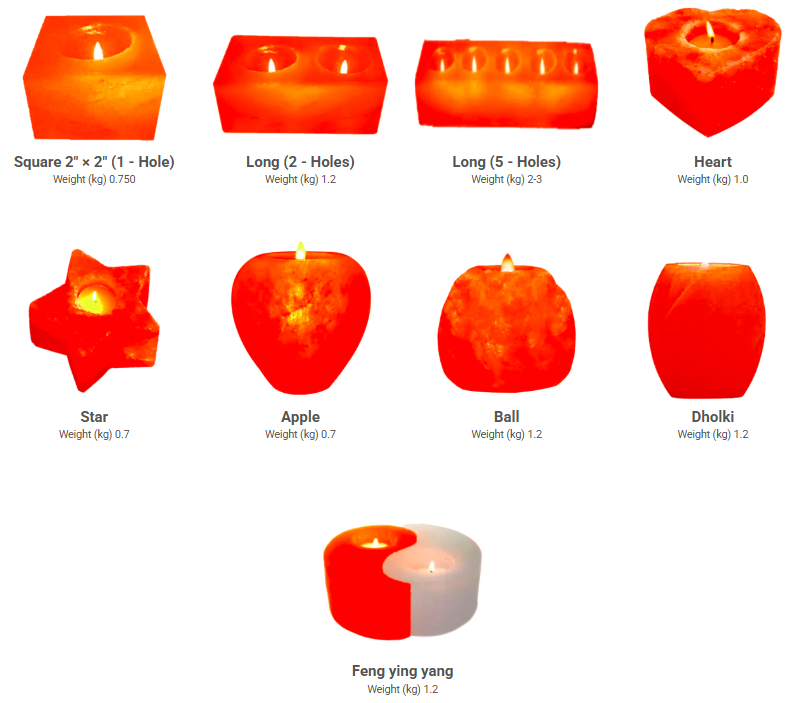 Square 2" × 2" (1 - Hole)
Weight (kg) 0.750
Long (2 - Holes)
Weight (kg) 1.2
Long (5 - Holes)
Weight (kg) 2-3
Heart
Weight (kg) 1.0
Star
Weight (kg) 0.7
Apple
Weight (kg) 0.7
Ball
Weight (kg) 1.2
Dholki
Weight (kg) 1.2
Feng ying yang
Weight (kg) 1.2